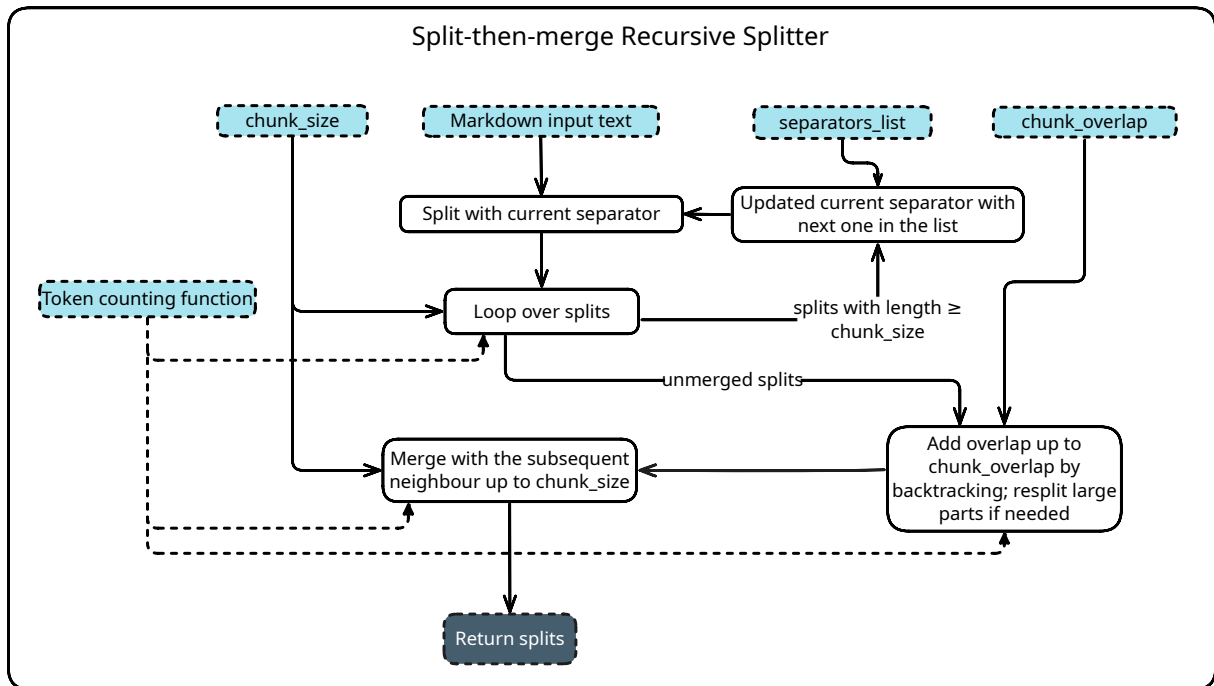 Split-then-merge Recursive Splitter
chunk_size
Markdown input text
separators_list
chunk_overlap
Split with current separator
Updated current separator with
next one in the list
Token counting function
Loop over splits
splits with length ≥
chunk_size
unmerged splits
Merge with the subsequent
neighbour up to chunk_size
Add overlap up to
chunk_overlap by
backtracking; resplit large
parts if needed
Return splits